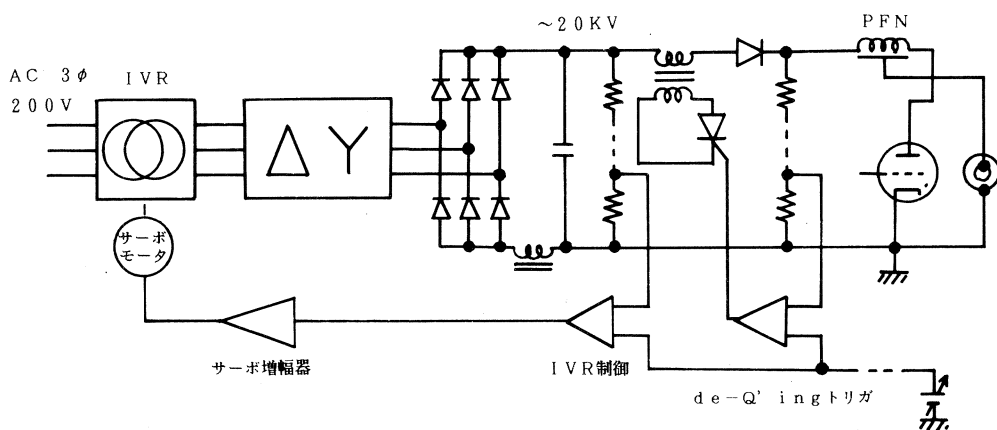 ～20KV
PFN
AC 3φ
IVR
200V
サーボ
モータ
サーボ増幅器
IVR制御
de-Q'ingトリガ